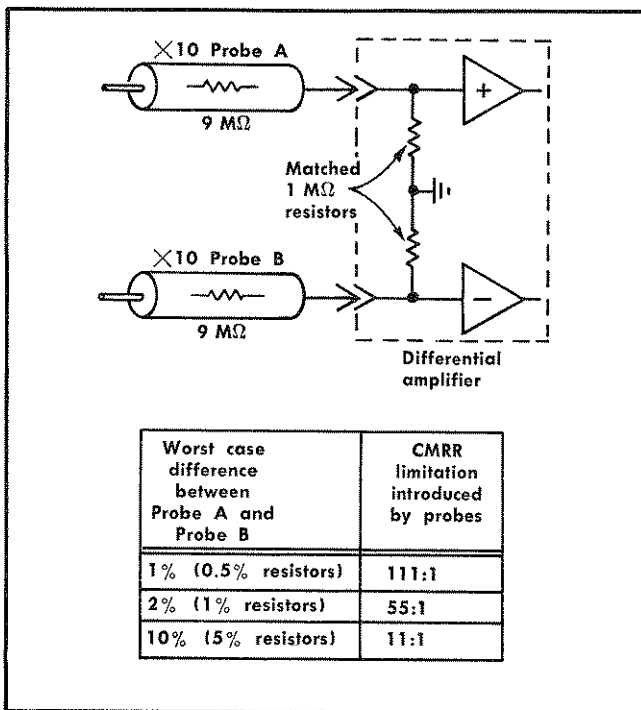 ×10 Probe A
9 MΩ
+
Matched
1 MΩ
resistors
×10 Probe B
9 MΩ
−
Differential
amplifier
Worst case
difference
between
Probe A and
Probe B
CMRR
limitation
introduced
by probes
1% (0.5% resistors) 111:1
2% (1% resistors) 55:1
10% (5% resistors) 11:1